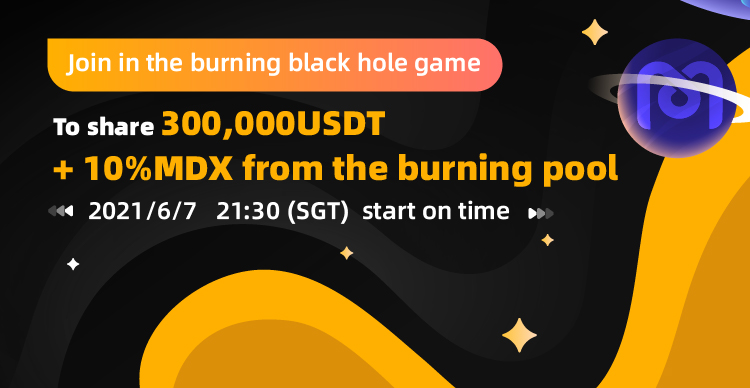 Join in the burning black hole game
To share 300,000USDT
+ 10%MDX from the burning pool
2021/6/7 21:30 (SGT) start on time